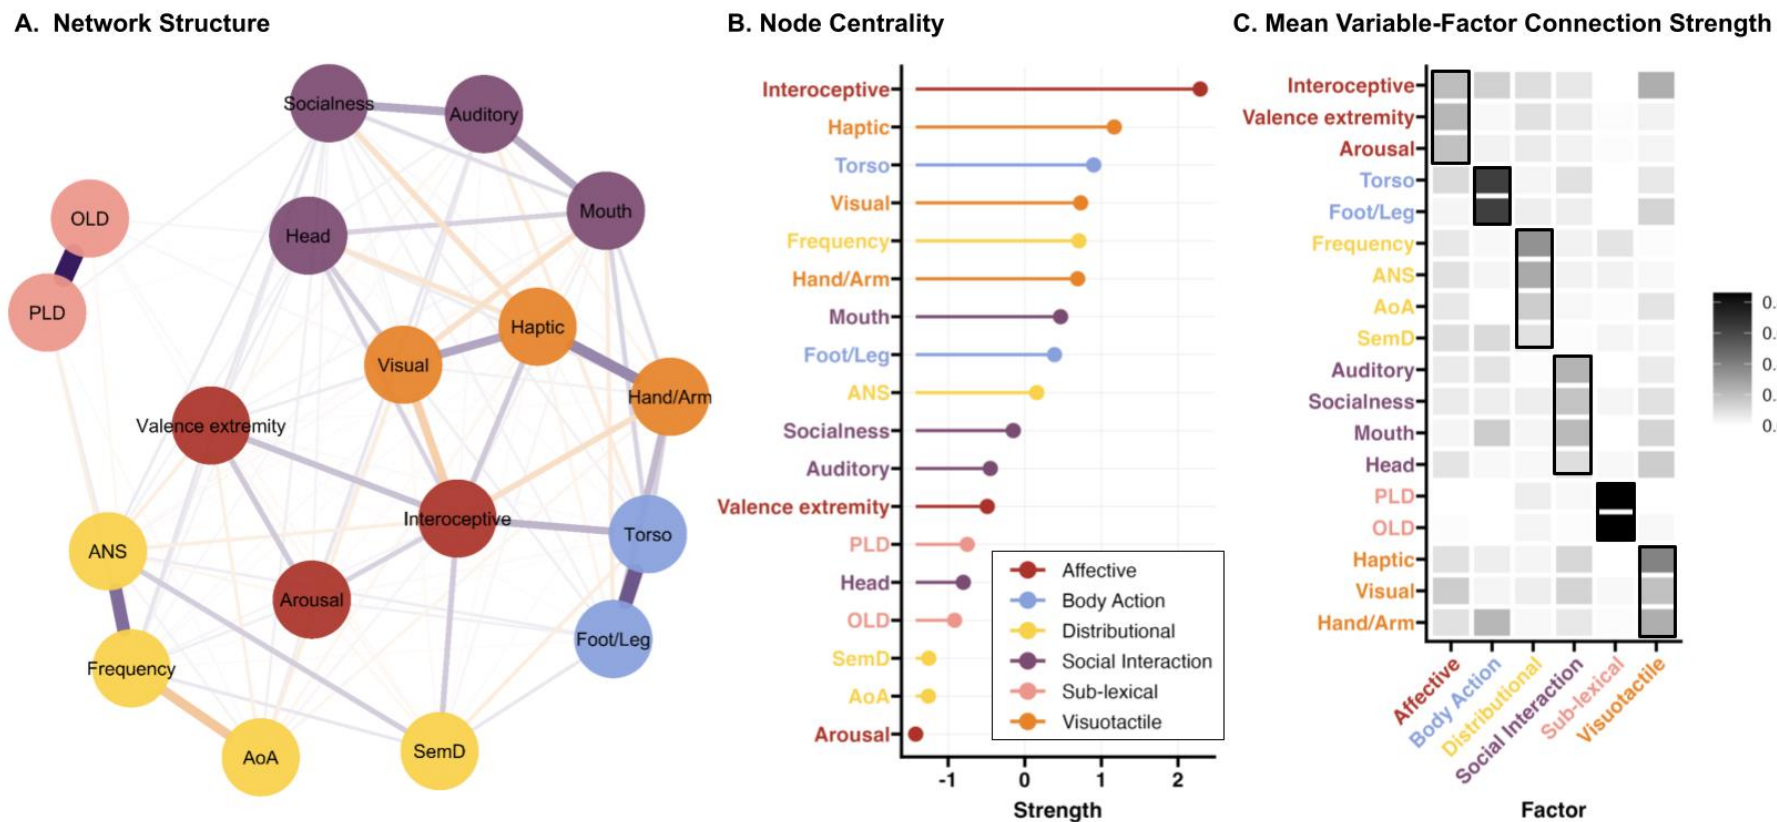 A. Network Structure
Socialness
Auditory
OLD
Mouth
Head
PLD
Haptic
Visual
Hand/Arm
Valence extremity
Interoceptive
Torso
ANS
Arousal
Foot/Leg
Frequency
AoA
SemD
B. Node Centrality
Interoceptive
Haptic
Torso
Visual
Frequency
Hand/Arm
Mouth
Foot/Leg
ANS
Socialness
Auditory
Valence extremity
PLD
Head
OLD
SemD
AoA
Arousal
Affective
Body Action
Distributional
Social Interaction
Sub-lexical
Visuotactile
-1 0 1 2
Strength
C. Mean Variable-Factor Connection Strength
Interoceptive
Valence extremity
Arousal
Torso
Foot/Leg
Frequency
ANS
AoA
SemD
Auditory
Socialness
Mouth
Head
PLD
OLD
Haptic
Visual
Hand/Arm
Affective
Body Action
Distributional
Social Interaction
Sub-lexical
Visuotactile
Factor
0.
0.
0.
0.
0.